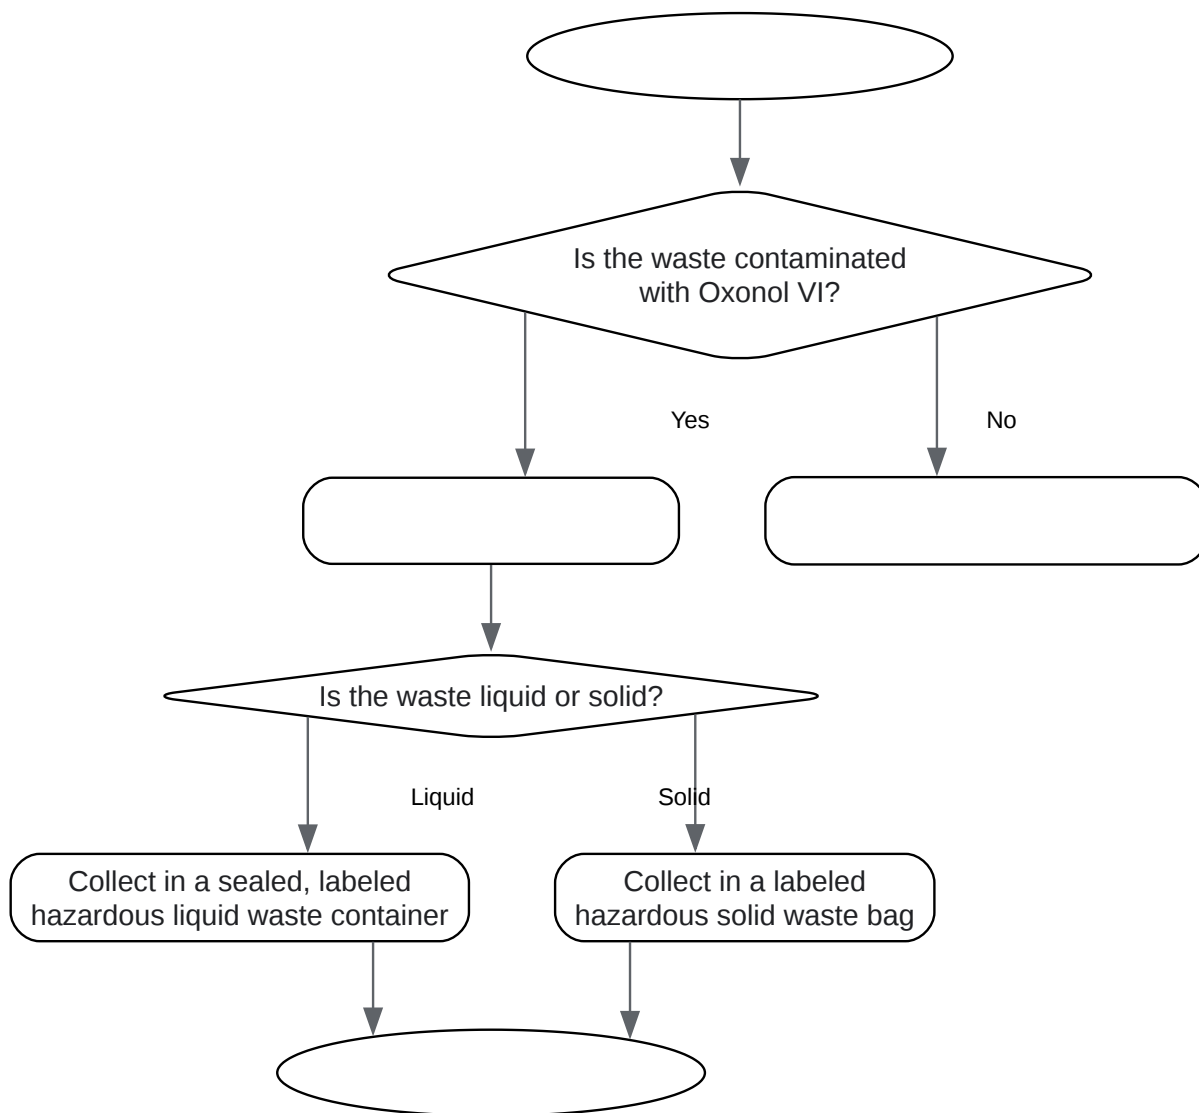 Is the waste contaminated
with Oxonol VI?
Yes
No
Is the waste liquid or solid?
Liquid
Solid
Collect in a sealed, labeled
hazardous liquid waste container
Collect in a labeled
hazardous solid waste bag